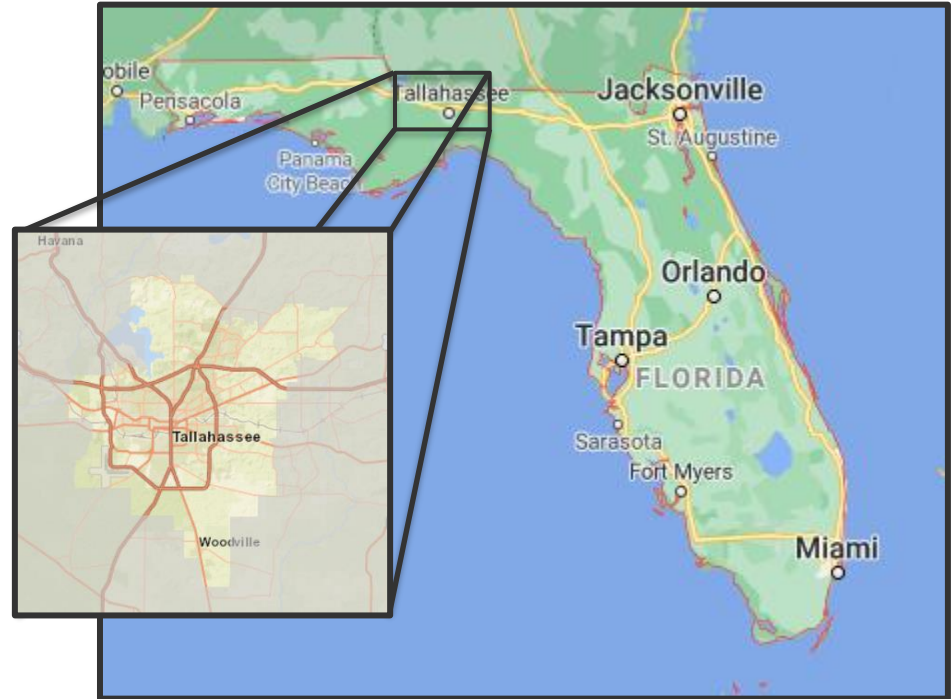 obile
Pensacola
Tallahassee
Jacksonville
St. Augustine
Panama
City Beach
Havana
Orlando
Tampa
FLORIDA
Tallahassee
Sarasota
Fort Myers
Woodville
Miami